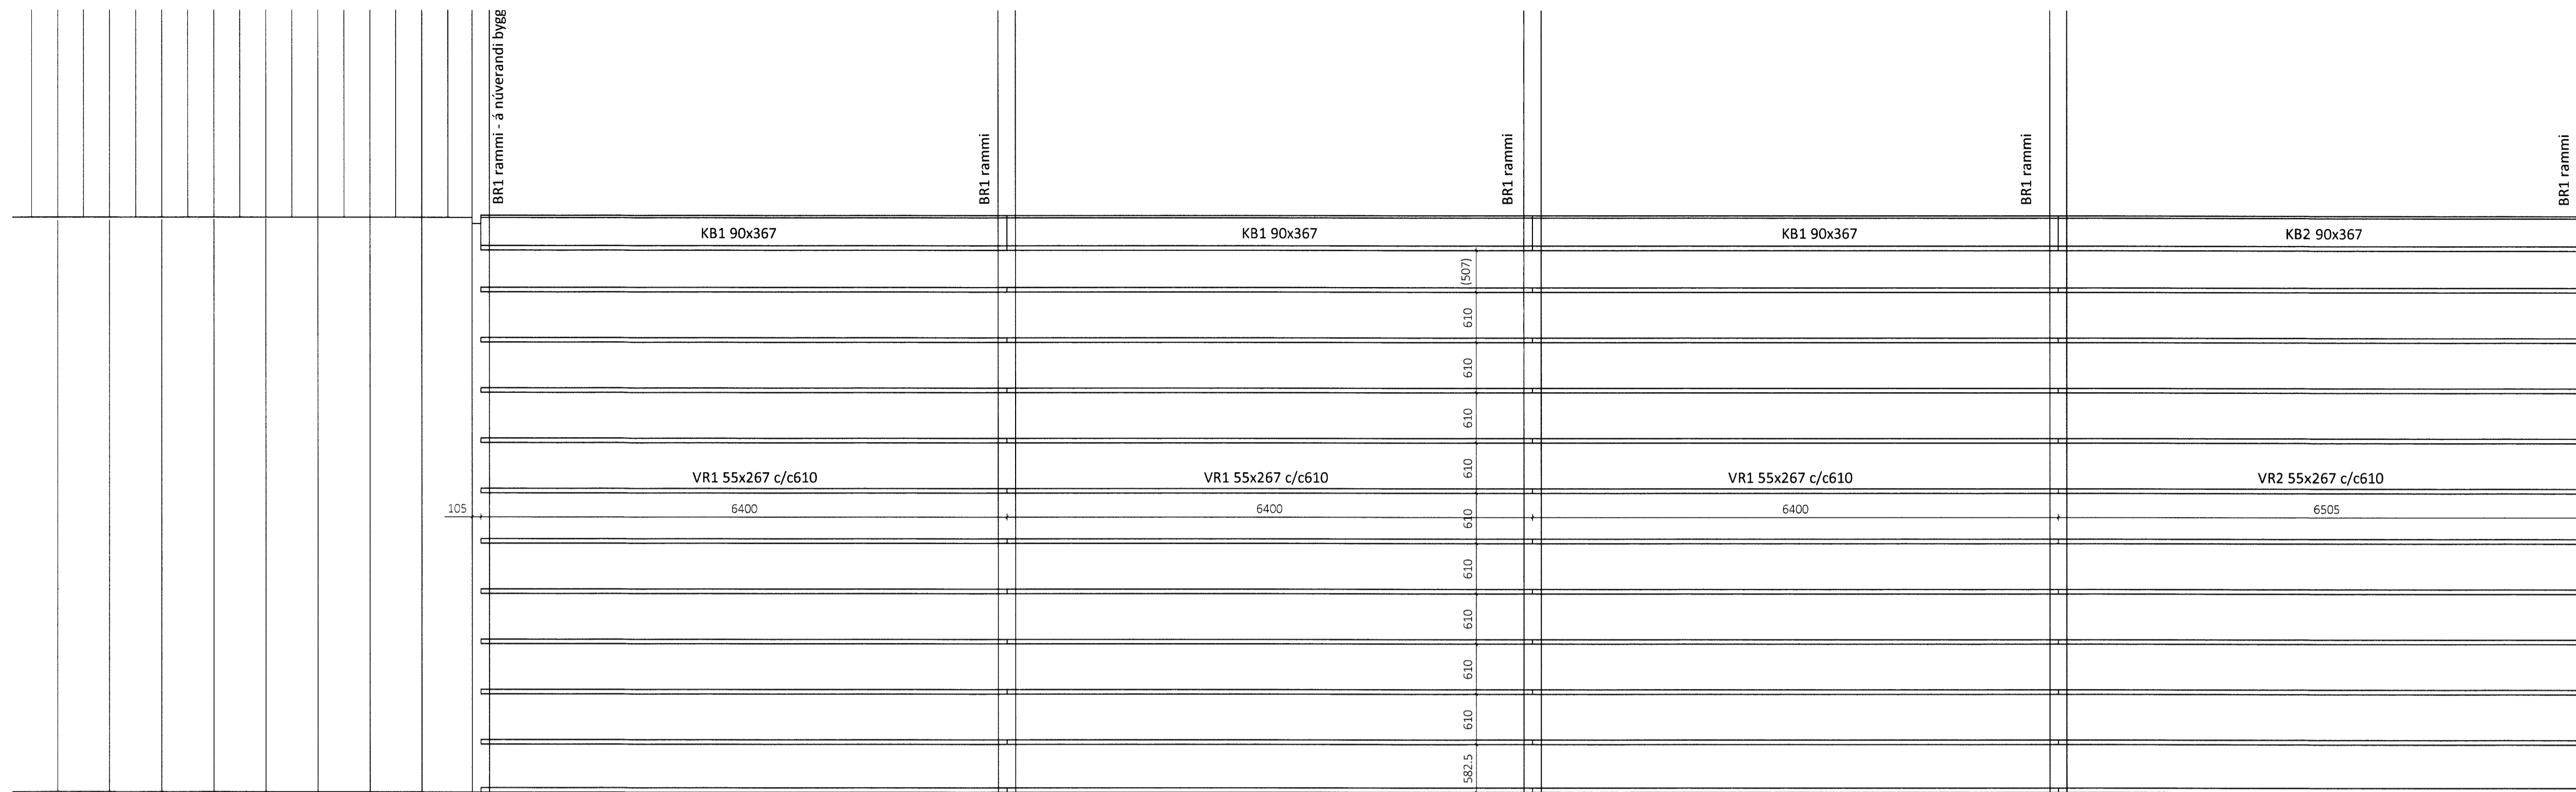 BR1 rammi - á núverandi bygg
BR1 rammi
BR1 rammi
BR1 rammi
BR1 rammi
KB1 90x367
KB1 90x367
KB1 90x367
KB2 90x367
(507)
610
610
610
610
VR1 55x267 c/c610
VR1 55x267 c/c610
VR1 55x267 c/c610
VR2 55x267 c/c610
105
6400
6400
6400
6505
610
610
610
610
610
582.5